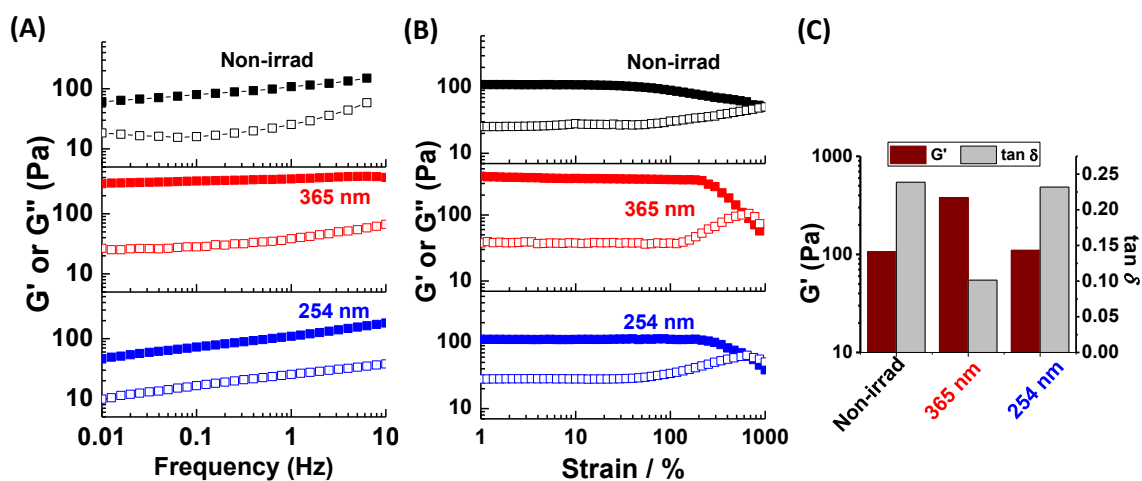 (A)
Non-irrad
100
10
365 nm
100
10
254 nm
100
10
0.01 0.1 1 10
Frequency (Hz)
G' or G'' (Pa)
(B)
Non-irrad
100
10
365 nm
100
10
254 nm
100
10
1 10 100 1000
Strain / %
G' or G'' (Pa)
(C)
G' tan δ
1000
100
10
G' (Pa)
0.25
0.20
0.15
0.10
0.05
0.00
tan δ
Non-irrad
365 nm
254 nm